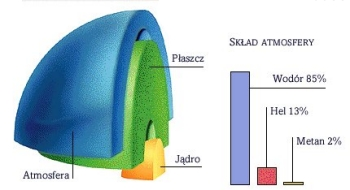 Płaszcz
SKŁAD ATMOSFERY
Wodór 85%
Hel 13%
Metan 2%
Jądro
Atmosfera